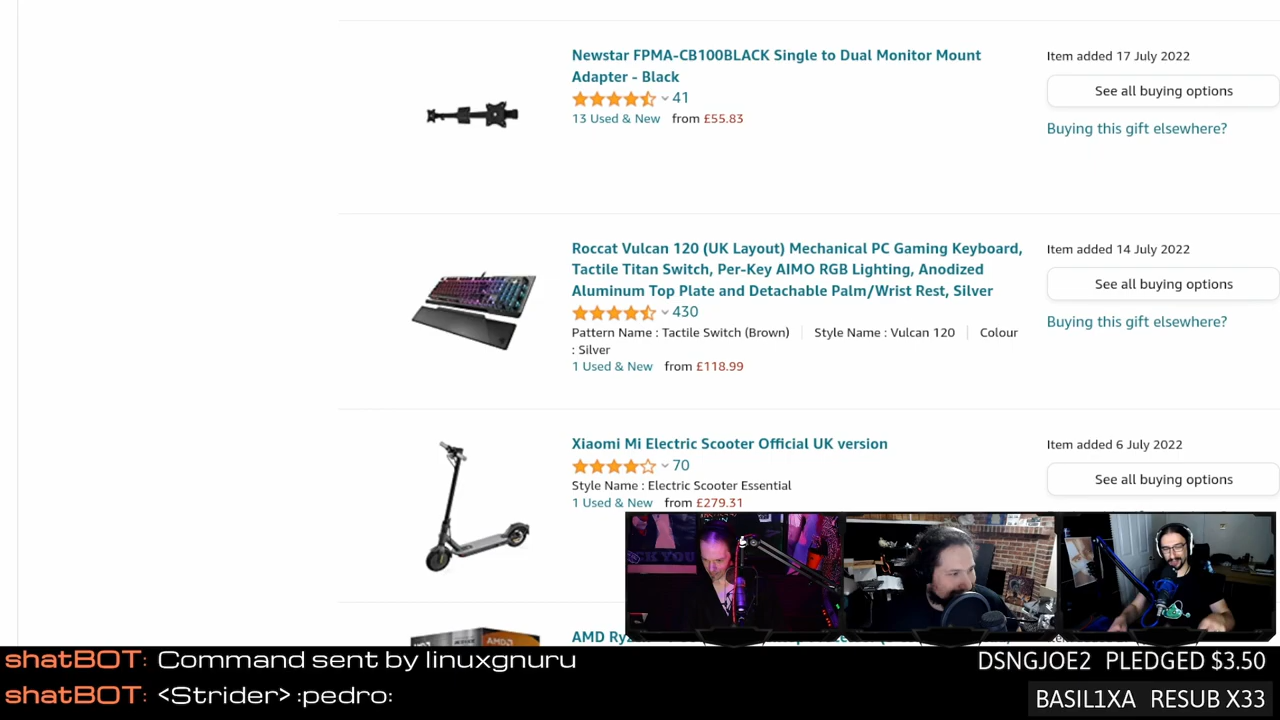 Newstar FPMA-CB100BLACK Single to Dual Monitor Mount
Adapter - Black
41
13 Used & New from £55.83
Item added 17 July 2022
See all buying options
Buying this gift elsewhere?
Roccat Vulcan 120 (UK Layout) Mechanical PC Gaming Keyboard,
Tactile Titan Switch, Per-Key AIMO RGB Lighting, Anodized
Aluminum Top Plate and Detachable Palm/Wrist Rest, Silver
430
Pattern Name : Tactile Switch (Brown) Style Name : Vulcan 120 Colour
: Silver
1 Used & New from £118.99
Item added 14 July 2022
See all buying options
Buying this gift elsewhere?
Xiaomi Mi Electric Scooter Official UK version
70
Style Name : Electric Scooter Essential
1 Used & New from £279.31
Item added 6 July 2022
See all buying options
AMD
AMD Ry
shatBOT: Command sent by linuxgnuru
shatBOT: <Strider> :pedro:
DSNGJOE2 PLEDGED $3.50
BASIL1XA RESUB X33